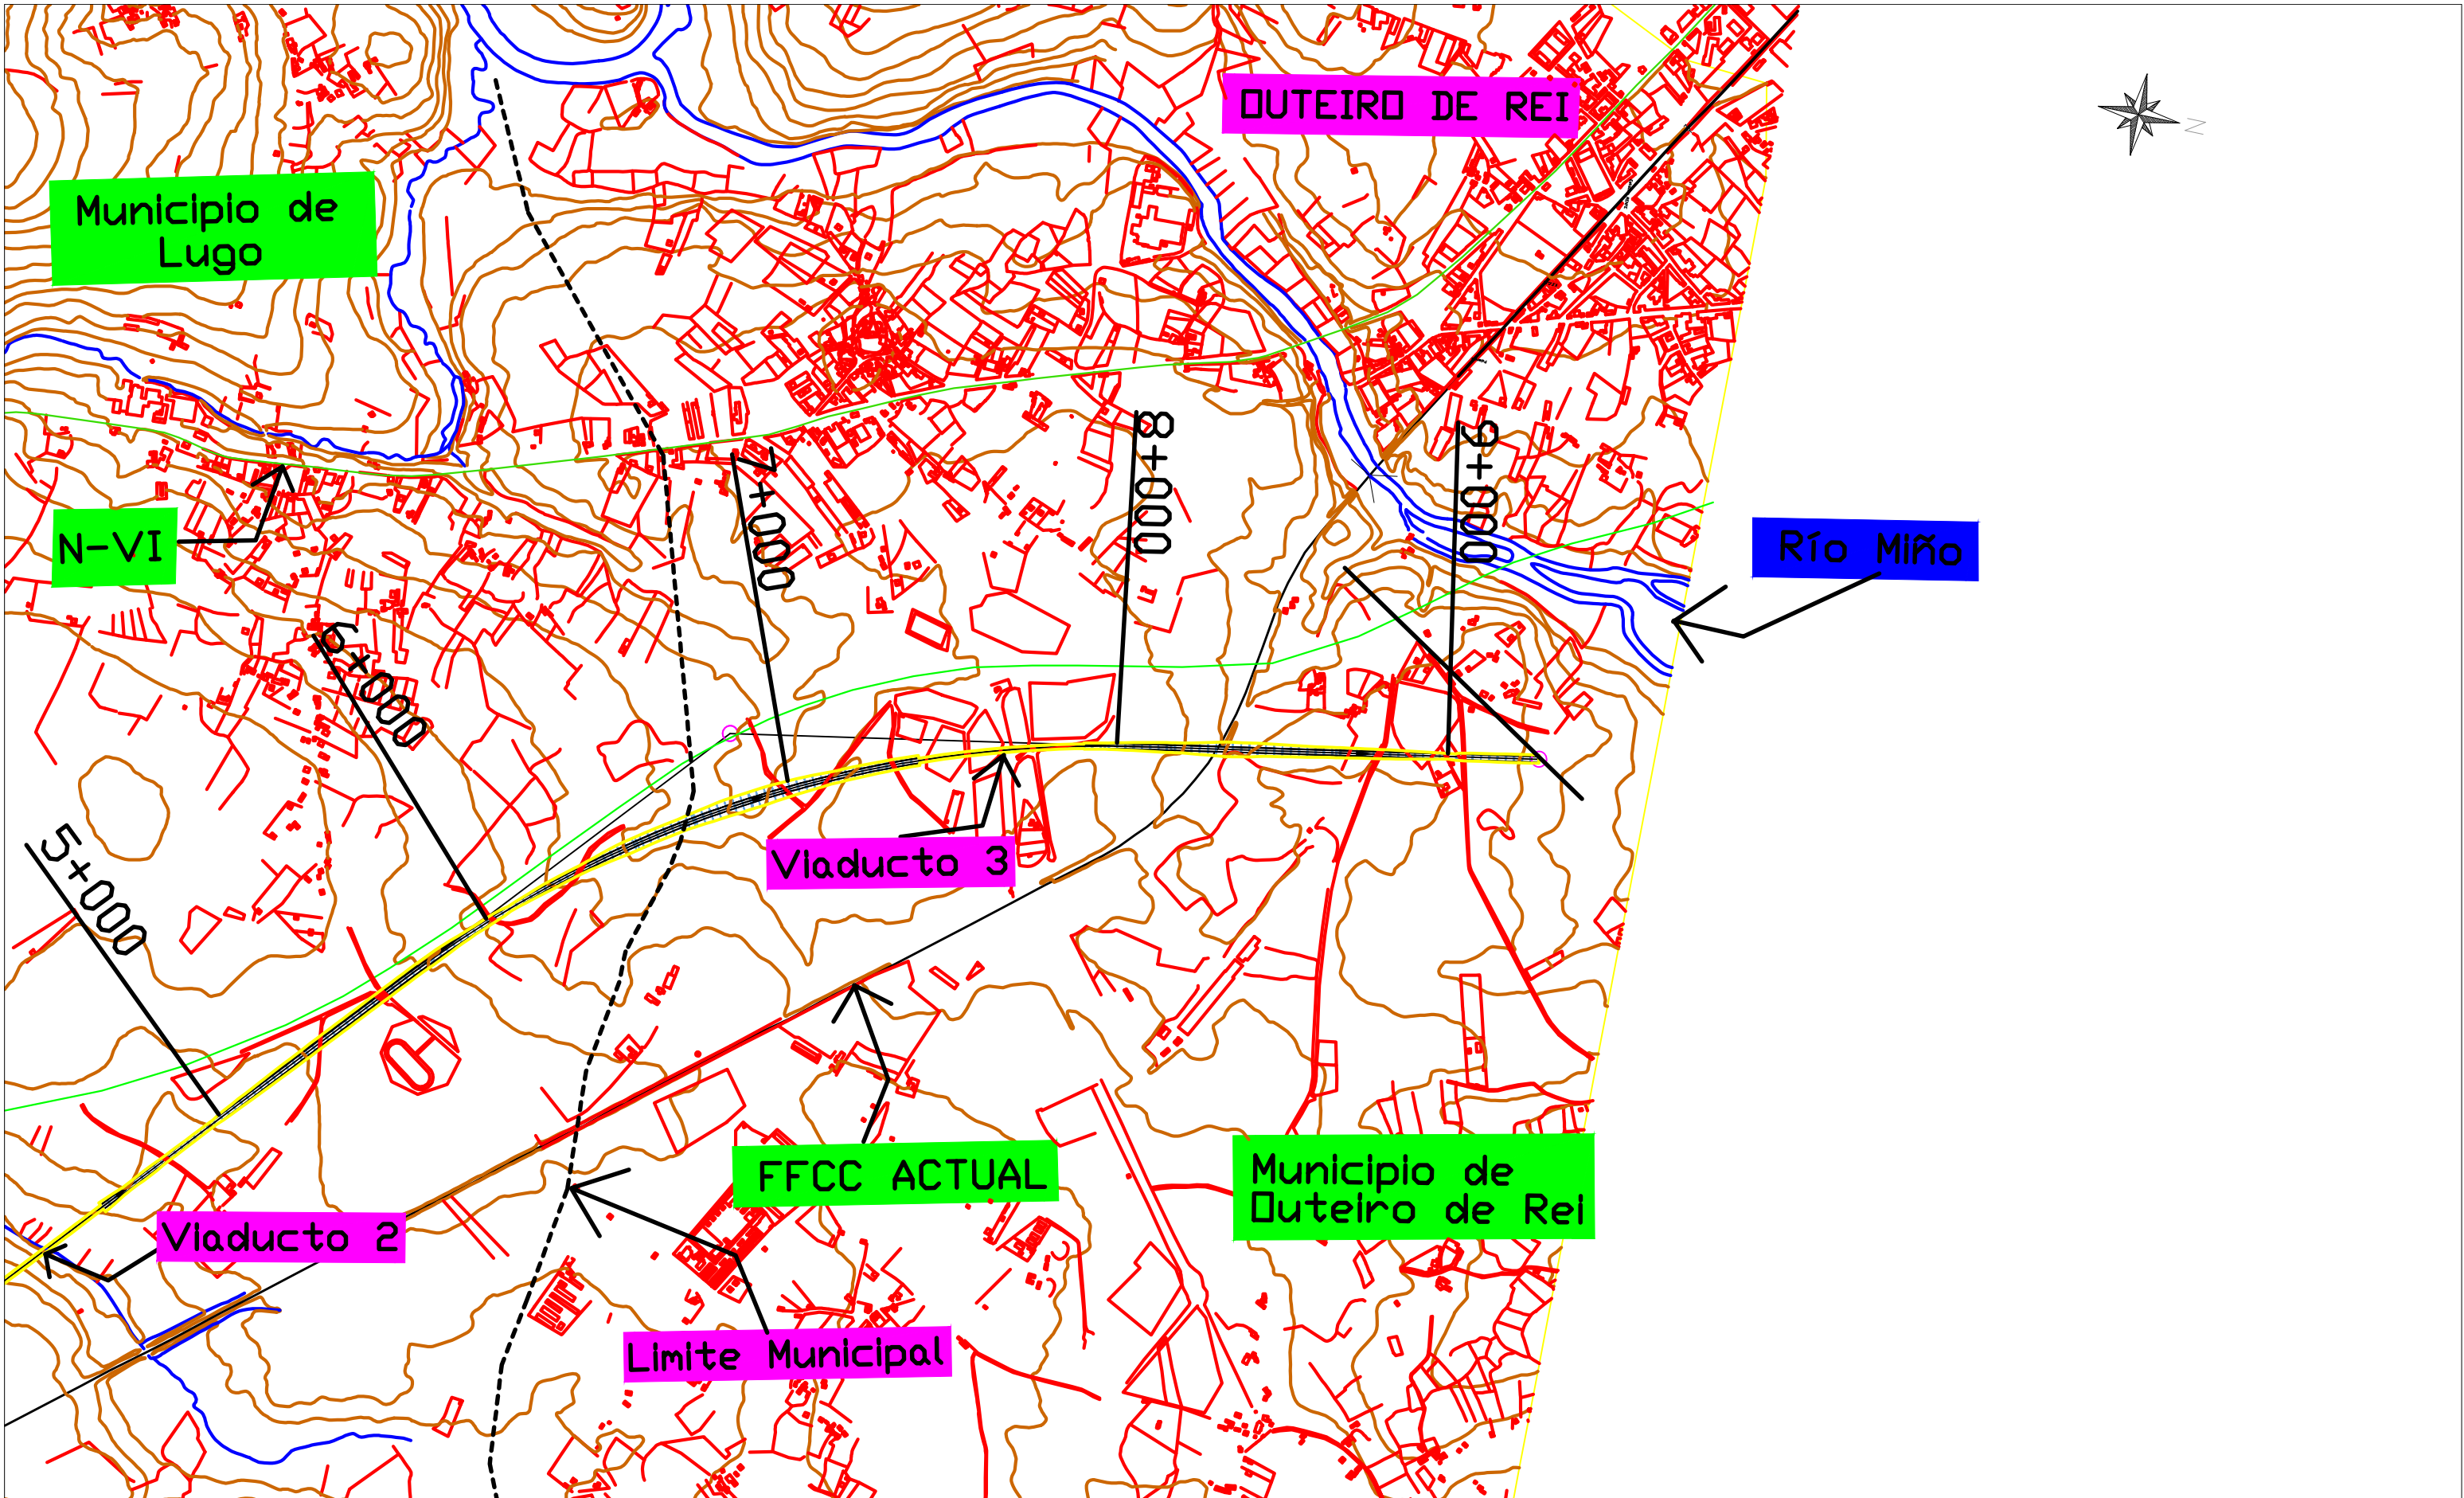 OUTEIRO DE REI
N
Municipio de
Lugo
N-VI
Río Miño
5+000
6+000
7+000
8+000
9+000
Viaducto 3
FFCC ACTUAL
Municipio de
Outeiro de Rei
Viaducto 2
Limite Municipal